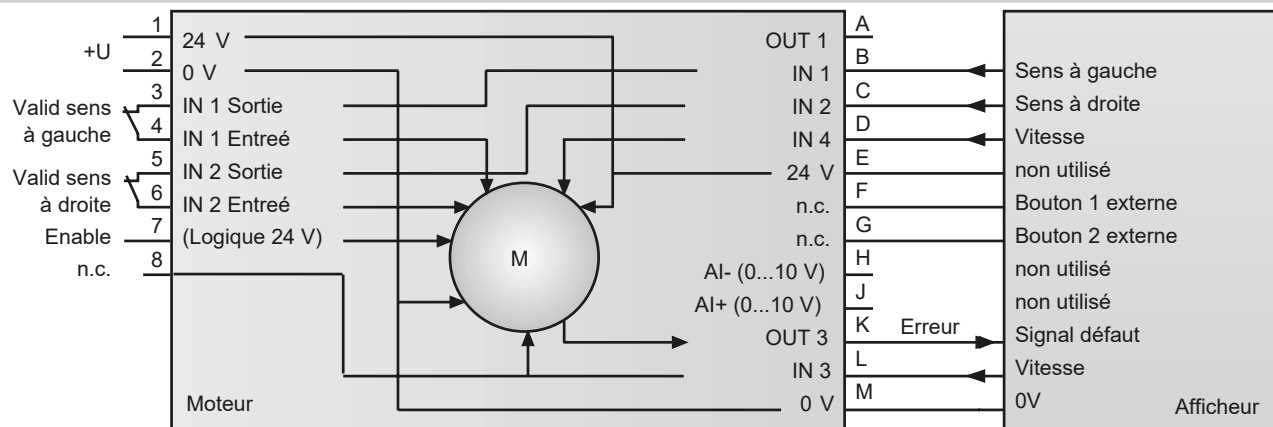 +U
Valid sens
à gauche
Valid sens
à droite
Enable
n.c.
1
2
3
4
5
6
7
8
24 V
0 V
IN 1 Sortie
IN 1 Entreé
IN 2 Sortie
IN 2 Entreé
(Logique 24 V)
Moteur
M
OUT 1
IN 1
IN 2
IN 4
24 V
n.c.
n.c.
AI- (0...10 V)
AI+ (0...10 V)
OUT 3
IN 3
0 V
A
B
C
D
E
F
G
H
J
K
L
M
Erreur
Sens à gauche
Sens à droite
Vitesse
non utilisé
Bouton 1 externe
Bouton 2 externe
non utilisé
non utilisé
Signal défaut
Vitesse
0V
Afficheur